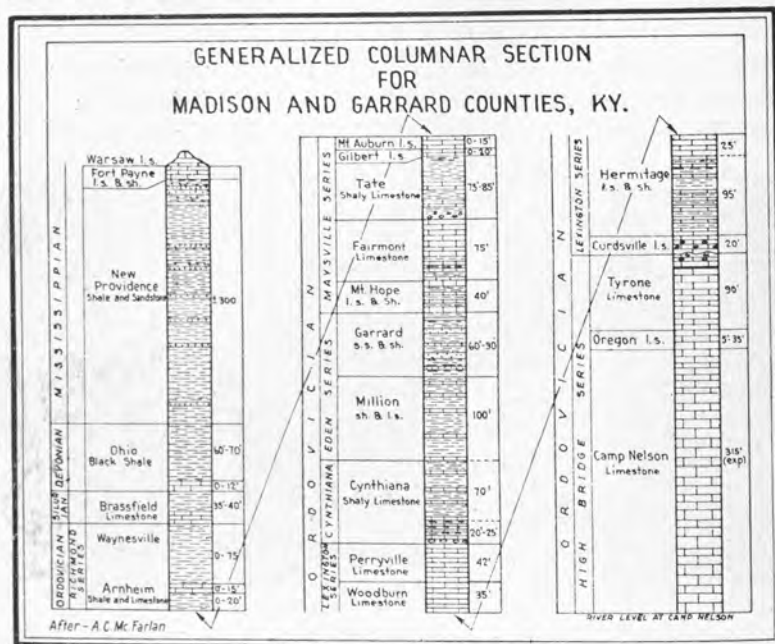 GENERALIZED COLUMNAR SECTION
FOR
MADISON AND GARRARD COUNTIES, KY.
MISSISSIPPIAN
DEVONIAN
SILURIAN
ORDOVICIAN
RICHMOND SERIES
Warsaw l.s.
Fort Payne
l.s. & sh.
New
Providence
Shale and Sandstone
±300
Ohio
Black Shale
60'-70'
0-12'
Brassfield
Limestone
35'-40'
Waynesville
0-75'
Arnheim
Shale and Limestone
0-15'
0-20'
After - A.C. McFarlan
ORDOVICIAN
MAYSVILLE SERIES
EDEN SERIES
CYNTHIANA
LEXINGTON SERIES
Mt Auburn l.s.
0-15'
Gilbert l.s.
0-20'
Tate
Shaly Limestone
75'-85'
Fairmont
Limestone
75'
Mt. Hope
l.s. & Sh.
40'
Garrard
s.s. & sh.
60'-90'
Million
sh. & l.s.
100'
Cynthiana
Shaly Limestone
70'
20'-25'
Perryville
Limestone
42'
Woodburn
Limestone
35'
ORDOVICIAN
LEXINGTON SERIES
HIGH BRIDGE SERIES
25'
Hermitage
l.s. & sh.
95'
Curdsville l.s.
20'
Tyrone
Limestone
90'
Oregon l.s.
5'-35'
Camp Nelson
Limestone
315'
(exp)
RIVER LEVEL AT CAMP NELSON